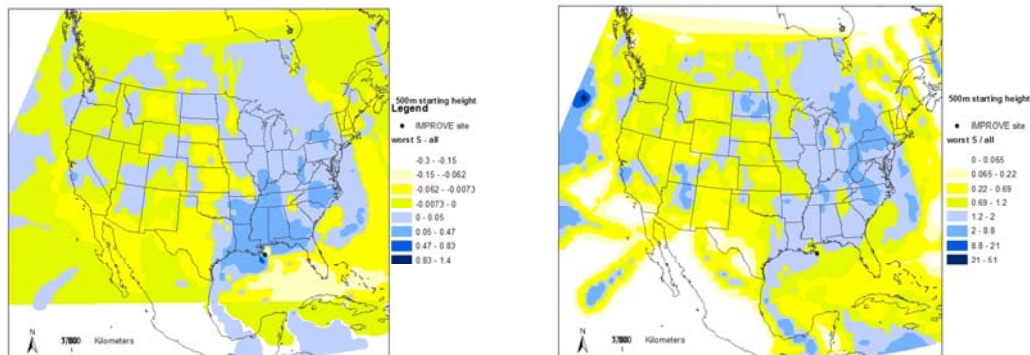 500m starting height
Legend
IMPROVE site
worst S - all
-0.3 - -0.15
-0.15 - -0.062
-0.062 - -0.0073
-0.0073 - 0
0 - 0.05
0.05 - 0.47
0.47 - 0.83
0.83 - 1.4
N
Kilometers
500m starting height
IMPROVE site
worst S / all
0 - 0.065
0.065 - 0.22
0.22 - 0.69
0.69 - 1.2
1.2 - 2
2 - 8.8
8.8 - 21
21 - 51
N
Kilometers